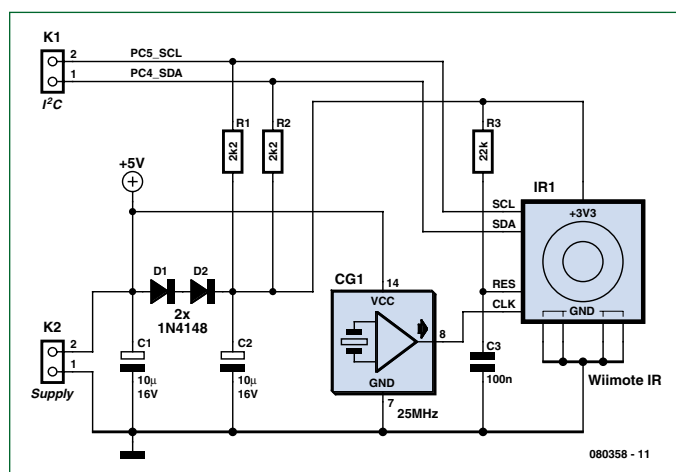 K1
2
PC5_SCL
1
PC4_SDA
I²C
R1
2k2
R2
2k2
R3
22k
IR1
+5V
SCL
+3V3
SDA
D1
D2
2x
1N4148
CG1
14
VCC
8
RES
CLK
GND
K2
2
1
Supply
C1
10µ
16V
C2
10µ
16V
GND
7
25MHz
C3
100n
Wiimote IR
080358 - 11